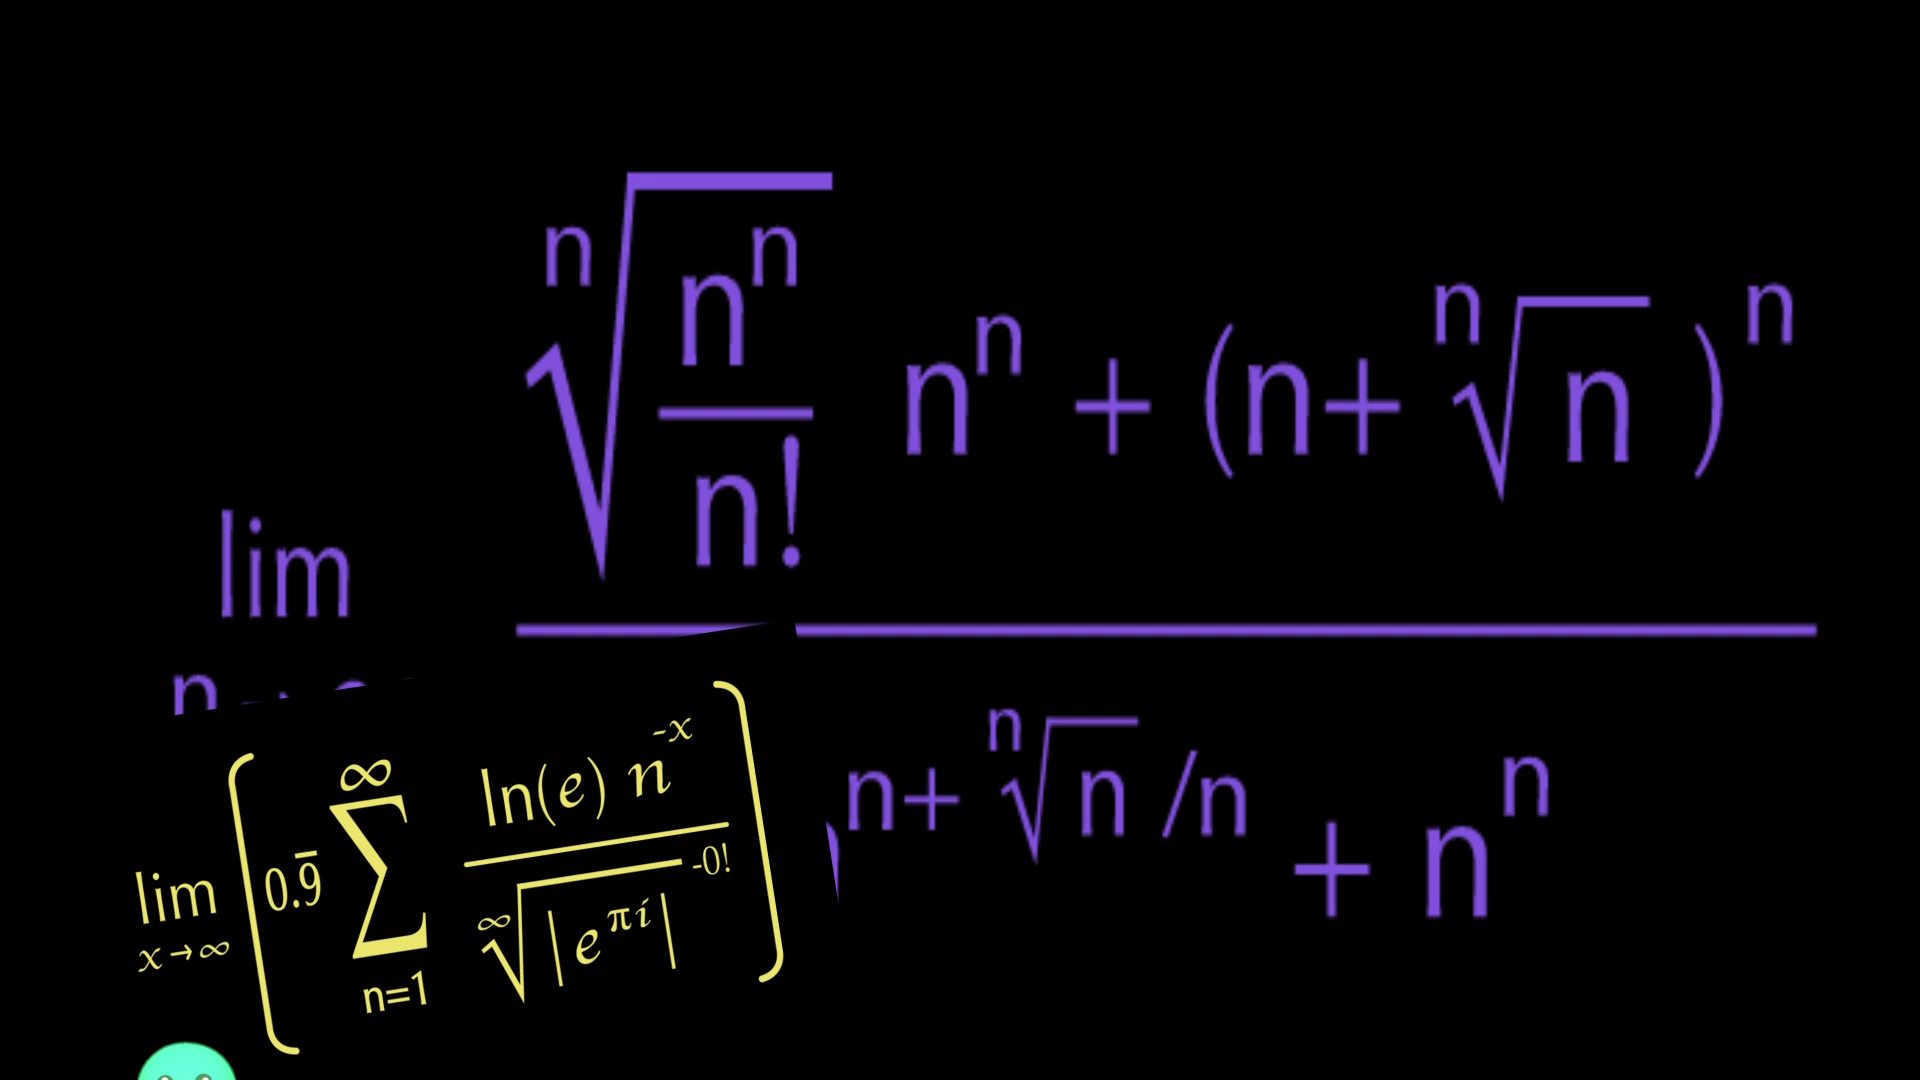 lim ⁿ√(nⁿ/n!) nⁿ + (n+ ⁿ√n )ⁿ
n
) n+ ⁿ√n /n + nⁿ
lim x→∞ ( 0.9̅ ∑ n=1 ∞ ln(e) n^-x / ∞√|e^πi| ^-0! )